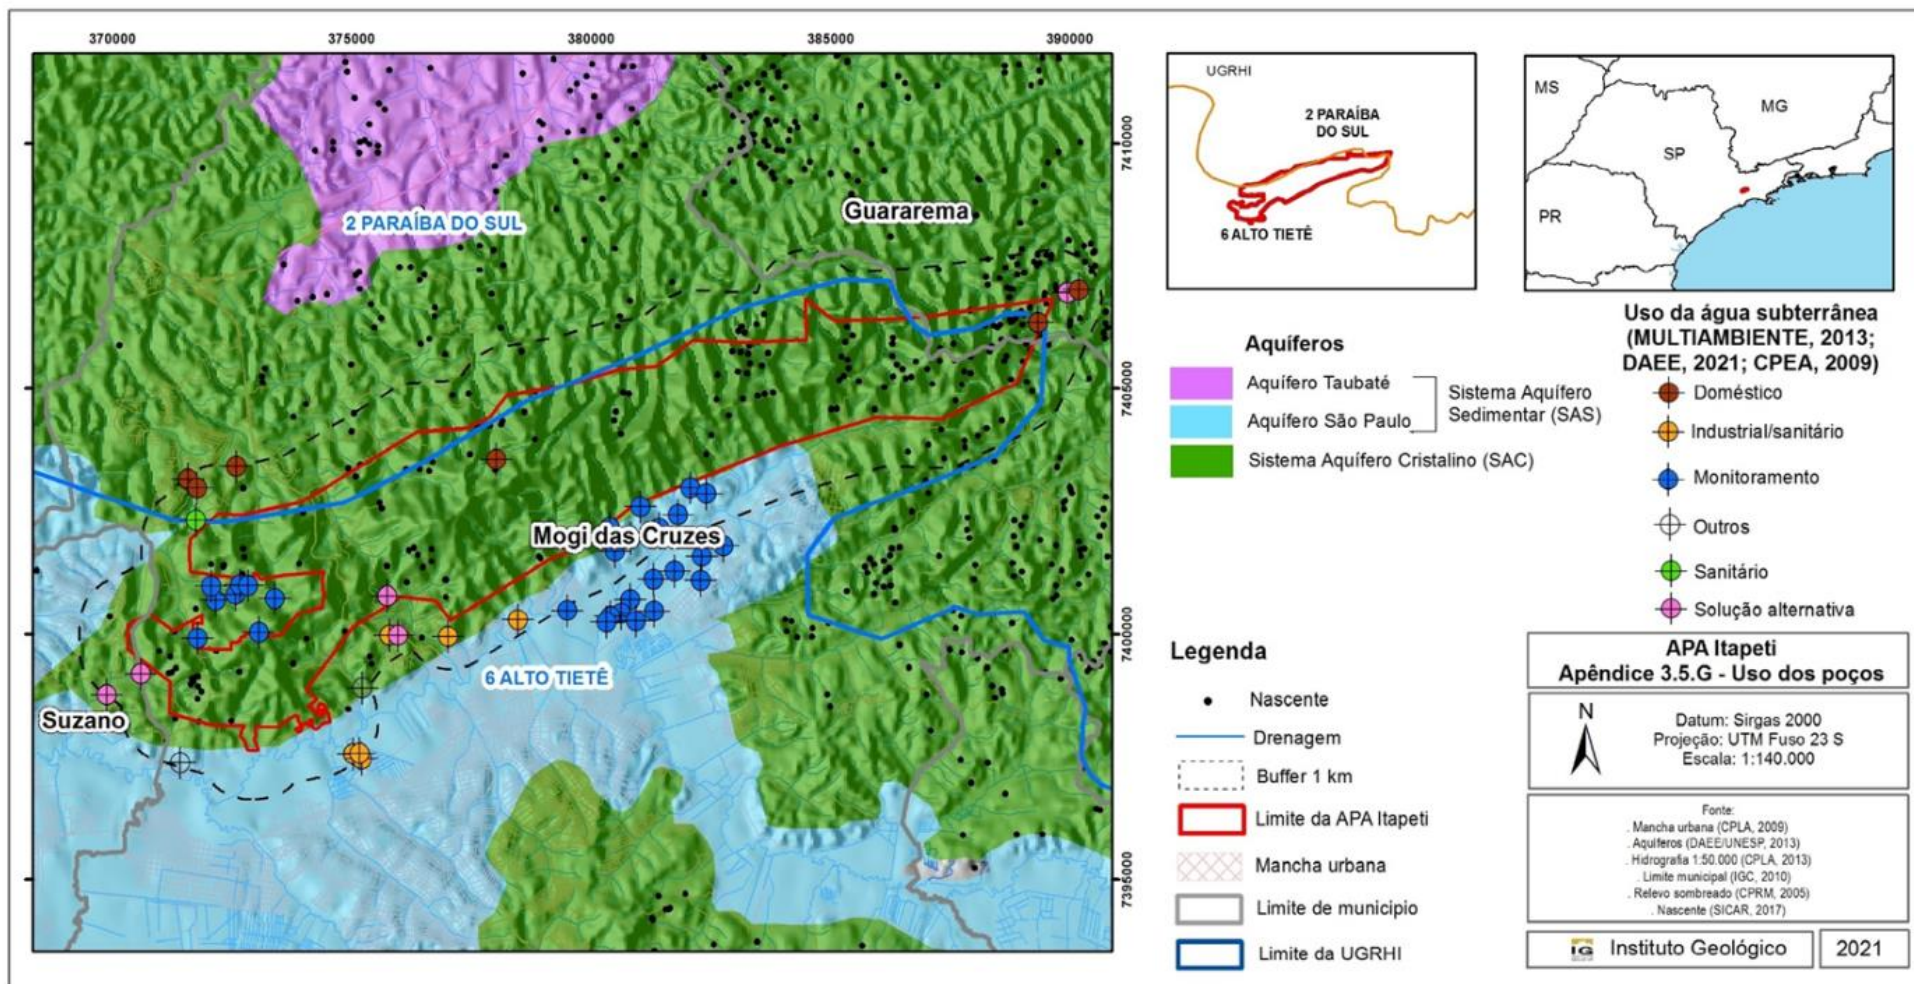 370000
375000
380000
385000
390000
7410000
7405000
7400000
7395000
Guararema
2 PARAÍBA DO SUL
Mogi das Cruzes
6 ALTO TIETÊ
Suzano
UGRHI
2 PARAÍBA
DO SUL
6 ALTO TIETÊ
MS
MG
SP
PR
Aquíferos
Aquífero Taubaté
Aquífero São Paulo
Sistema Aquífero
Sedimentar (SAS)
Sistema Aquífero Cristalino (SAC)
Uso da água subterrânea
(MULTIAMBIENTE, 2013;
DAEE, 2021; CPEA, 2009)
Doméstico
Industrial/sanitário
Monitoramento
Outros
Sanitário
Solução alternativa
Legenda
Nascente
Drenagem
Buffer 1 km
Limite da APA Itapeti
Mancha urbana
Limite de municipio
Limite da UGRHI
APA Itapeti
Apêndice 3.5.G - Uso dos poços
N
Datum: Sirgas 2000
Projeção: UTM Fuso 23 S
Escala: 1:140.000
Fonte:
. Mancha urbana (CPLA, 2009)
. Aquíferos (DAEE/UNESP, 2013)
. Hidrografia 1:50.000 (CPLA, 2013)
. Limite municipal (IGC, 2010)
. Relevo sombreado (CPRM, 2005)
. Nascente (SICAR, 2017)
IG
Instituto Geológico
2021